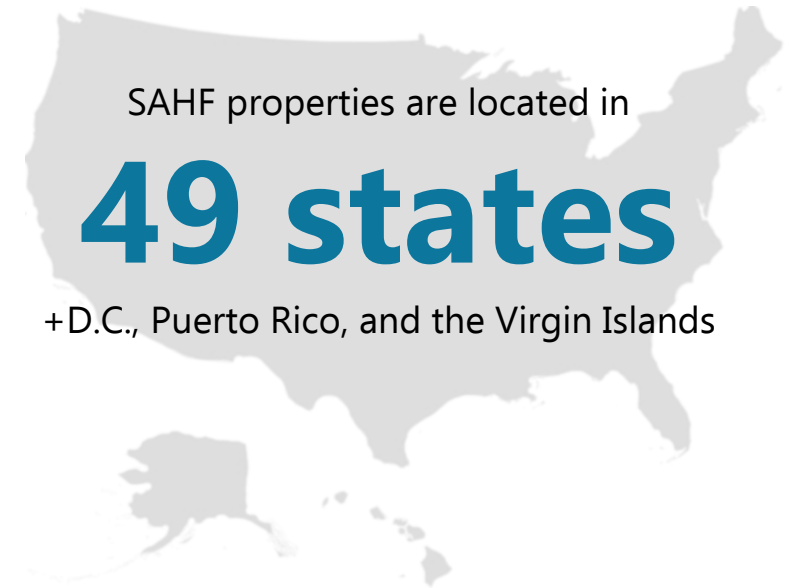 SAHF properties are located in
49 states
+D.C., Puerto Rico, and the Virgin Islands